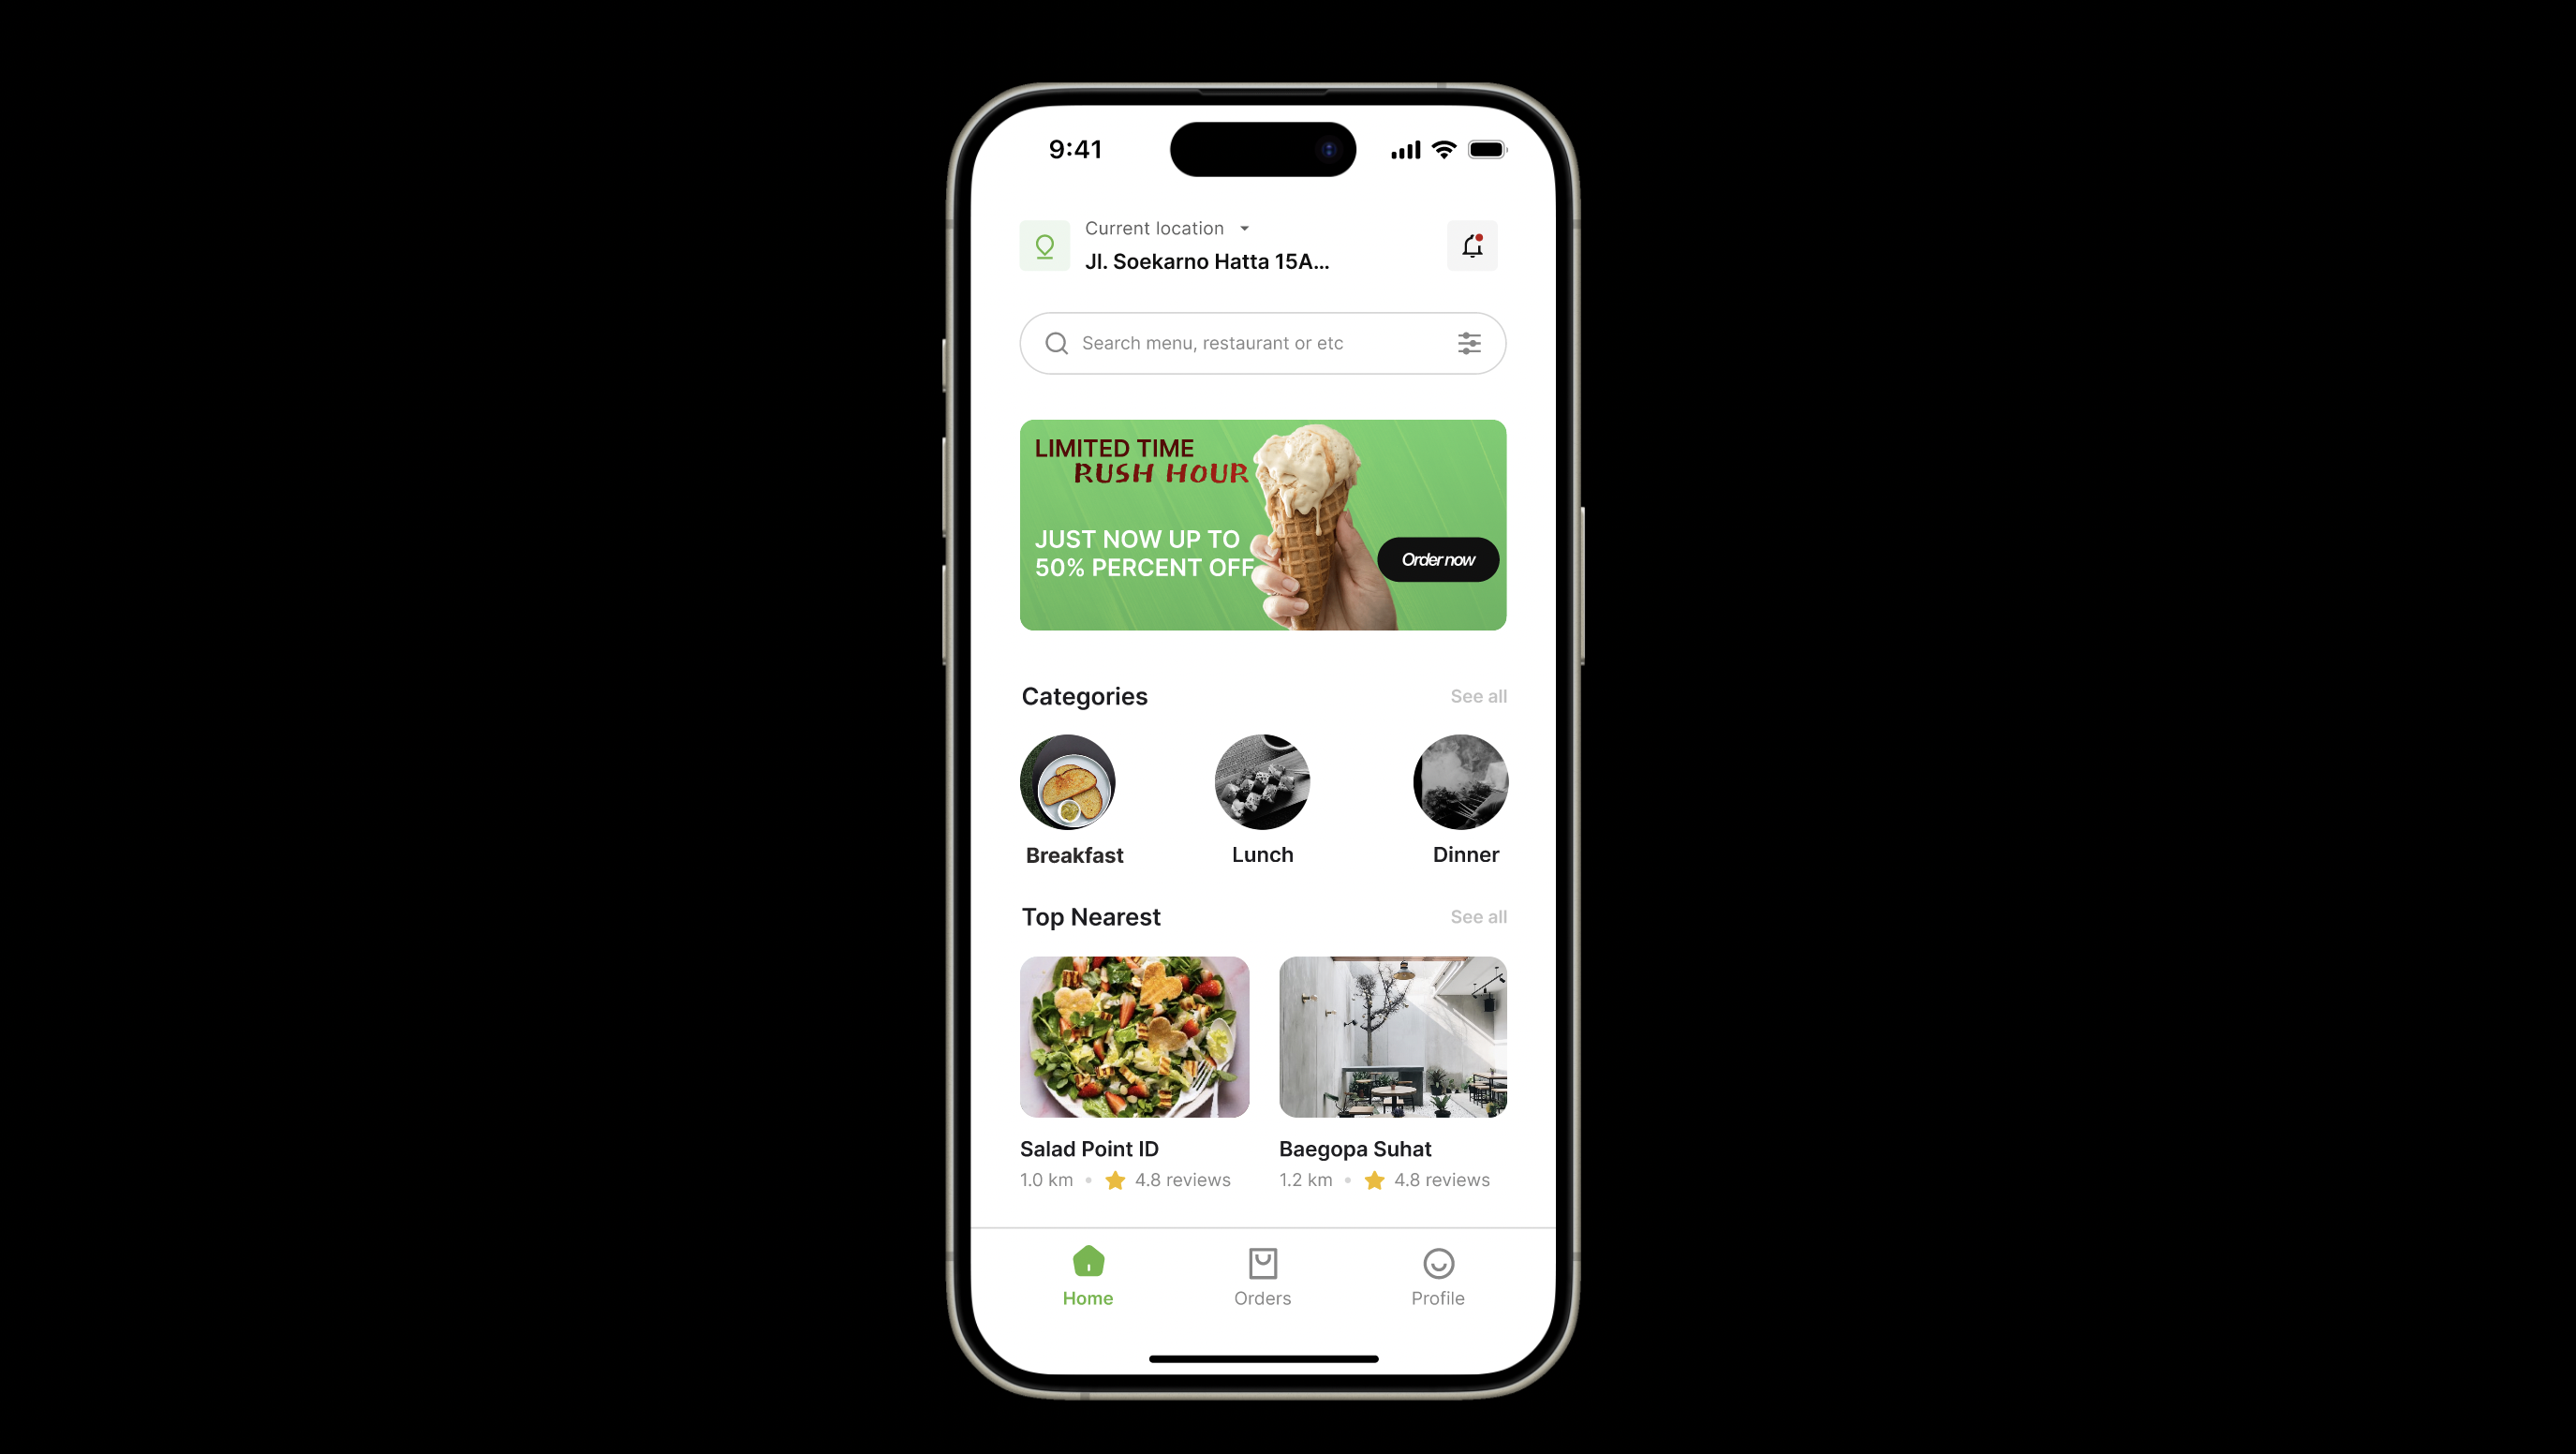 9:41
Current location
Jl. Soekarno Hatta 15A...
Search menu, restaurant or etc
LIMITED TIME
RUSH HOUR
JUST NOW UP TO
50% PERCENT OFF
Order now
Categories
See all
Breakfast
Lunch
Dinner
Top Nearest
See all
Salad Point ID
1.0 km • 4.8 reviews
Baegopa Suhat
1.2 km • 4.8 reviews
Home
Orders
Profile